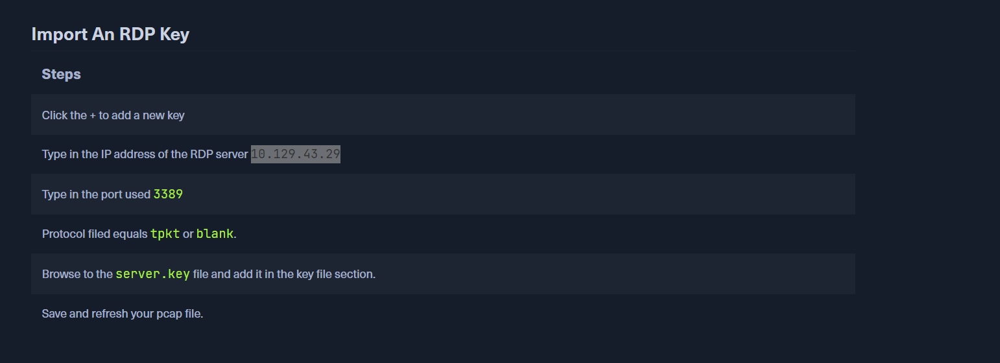 Import An RDP Key
Steps
Click the + to add a new key
Type in the IP address of the RDP server 10.129.43.29
Type in the port used 3389
Protocol filed equals tpkt or blank.
Browse to the server.key file and add it in the key file section.
Save and refresh your pcap file.